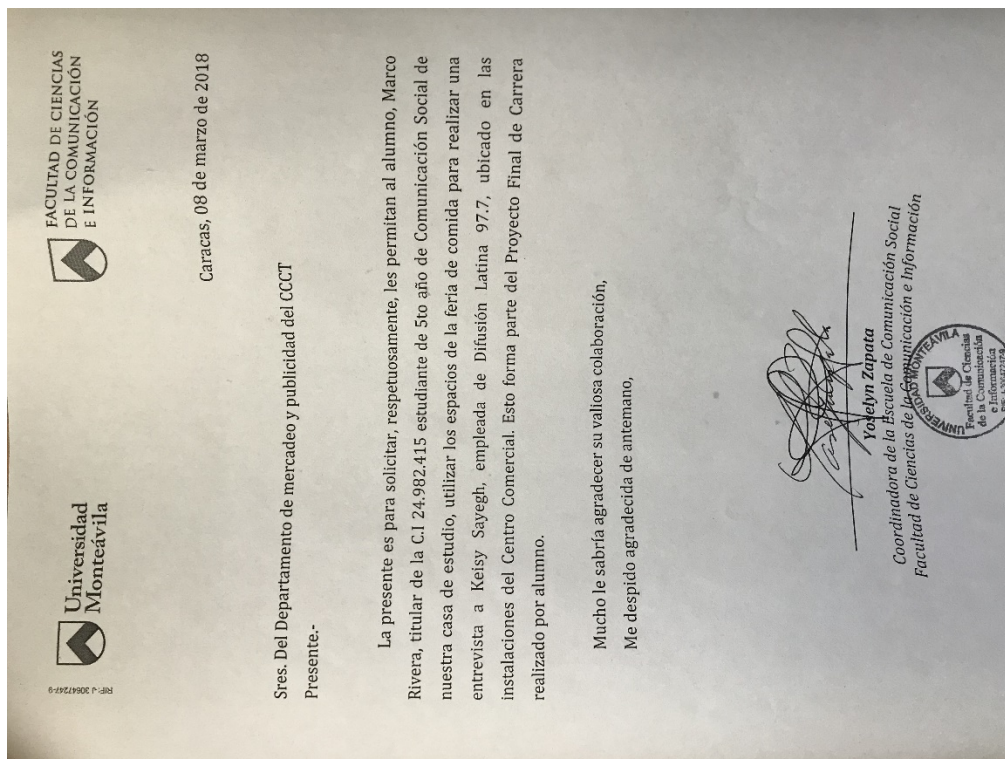 RIF: J-30647247-9
Universidad
Monteávila
FACULTAD DE CIENCIAS
DE LA COMUNICACIÓN
E INFORMACIÓN
Caracas, 08 de marzo de 2018
Sres. Del Departamento de mercadeo y publicidad del CCCT
Presente.-
La presente es para solicitar, respetuosamente, les permitan al alumno, Marco
Rivera, titular de la C.I 24.982.415 estudiante de 5to año de Comunicación Social de
nuestra casa de estudio, utilizar los espacios de la feria de comida para realizar una
entrevista a Keisy Sayegh, empleada de Difusión Latina 97.7, ubicado en las
instalaciones del Centro Comercial. Esto forma parte del Proyecto Final de Carrera
realizado por alumno.
Mucho le sabría agradecer su valiosa colaboración,
Me despido agradecida de antemano,
Yoselyn Zapata
Coordinadora de la Escuela de Comunicación Social
Facultad de Ciencias de la Comunicación e Información
UNIVERSIDAD MONTEÁVILA
Facultad de Ciencias
de la Comunicación
e Información